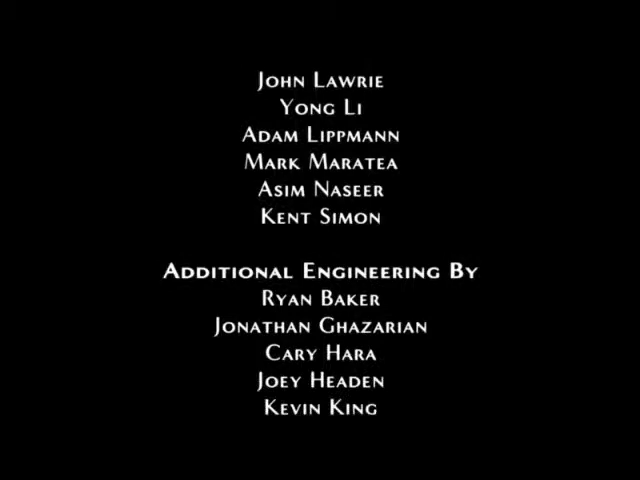 John Lawrie
Yong Li
Adam Lippmann
Mark Maratea
Asim Naseer
Kent Simon
Additional Engineering By
Ryan Baker
Jonathan Ghazarian
Cary Hara
Joey Headen
Kevin King